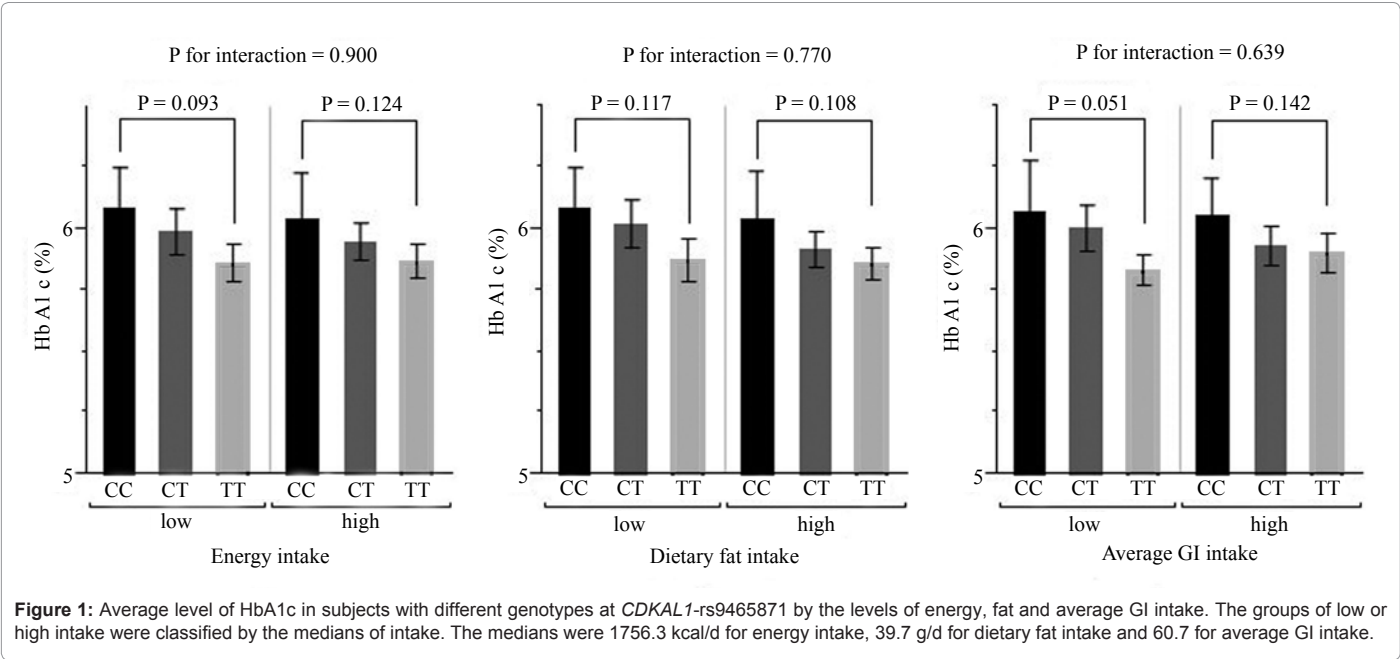 P for interaction = 0.900
P = 0.093
P = 0.124
Hb A1 c (%)
6
5
CC CT TT CC CT TT
low high
Energy intake
P for interaction = 0.770
P = 0.117
P = 0.108
Hb A1 c (%)
6
5
CC CT TT CC CT TT
low high
Dietary fat intake
P for interaction = 0.639
P = 0.051
P = 0.142
Hb A1 c (%)
6
5
CC CT TT CC CT TT
low high
Average GI intake
Figure 1: Average level of HbA1c in subjects with different genotypes at CDKAL1-rs9465871 by the levels of energy, fat and average GI intake. The groups of low or
high intake were classified by the medians of intake. The medians were 1756.3 kcal/d for energy intake, 39.7 g/d for dietary fat intake and 60.7 for average GI intake.